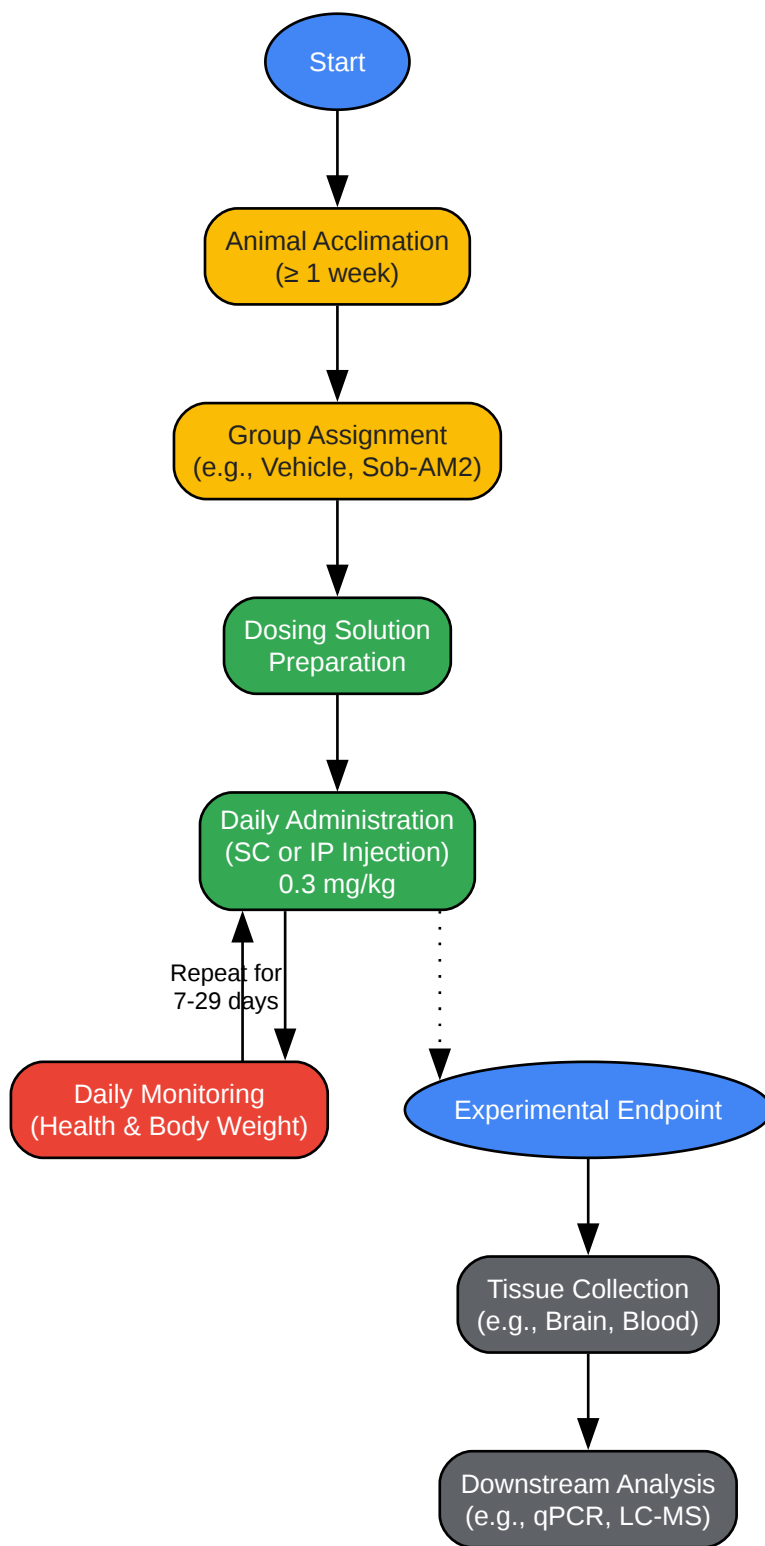 Start
Animal Acclimation
(≥ 1 week)
Group Assignment
(e.g., Vehicle, Sob-AM2)
Dosing Solution
Preparation
Daily Administration
(SC or IP Injection)
0.3 mg/kg
Repeat for
7-29 days
Daily Monitoring
(Health & Body Weight)
Experimental Endpoint
Tissue Collection
(e.g., Brain, Blood)
Downstream Analysis
(e.g., qPCR, LC-MS)